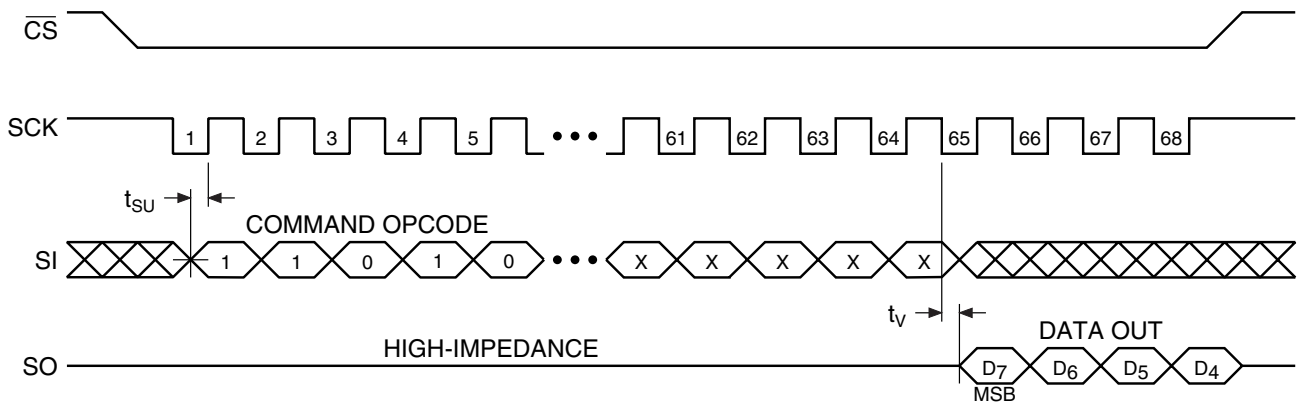 CS
SCK 1 2 3 4 5 61 62 63 64 65 66 67 68
tSU
COMMAND OPCODE
SI 1 1 0 1 0 X X X X X
tV
DATA OUT
HIGH-IMPEDANCE
SO D7 D6 D5 D4
MSB